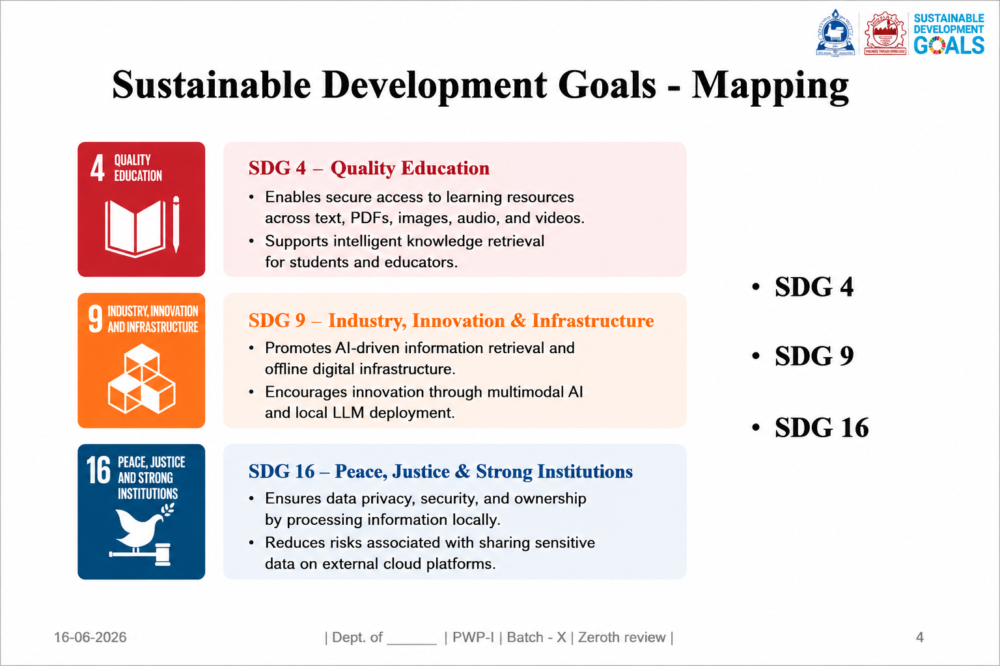 SUSTAINABLE
DEVELOPMENT
GOALS
Sustainable Development Goals - Mapping
4 QUALITY
EDUCATION
SDG 4 – Quality Education
• Enables secure access to learning resources
across text, PDFs, images, audio, and videos.
• Supports intelligent knowledge retrieval
for students and educators.
9 INDUSTRY, INNOVATION
AND INFRASTRUCTURE
SDG 9 – Industry, Innovation & Infrastructure
• Promotes AI-driven information retrieval and
offline digital infrastructure.
• Encourages innovation through multimodal AI
and local LLM deployment.
16 PEACE, JUSTICE
AND STRONG
INSTITUTIONS
SDG 16 – Peace, Justice & Strong Institutions
• Ensures data privacy, security, and ownership
by processing information locally.
• Reduces risks associated with sharing sensitive
data on external cloud platforms.
• SDG 4
• SDG 9
• SDG 16
16-06-2026
| Dept. of ______ | PWP-I | Batch - X | Zeroth review |
4